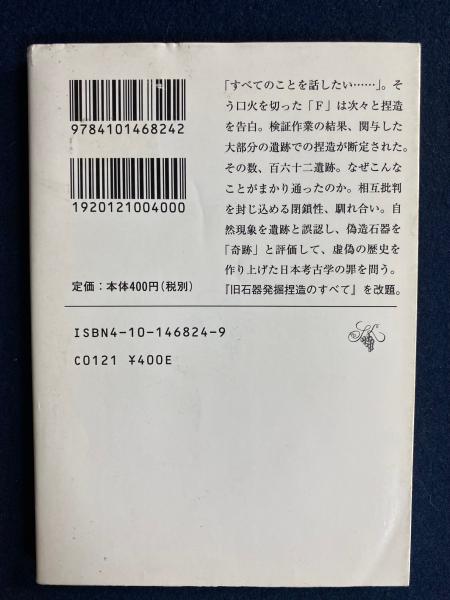 9784101468242
1920121004000
定価：本体400円(税別)
「すべてのことを話したい……」。そ
う口火を切った「F」は次々と捏造
を告白。検証作業の結果、関与した
大部分の遺跡での捏造が断定された。
その数、百六十二遺跡。なぜこんな
ことがまかり通ったのか。相互批判
を封じ込める閉鎖性、馴れ合い。自
然現象を遺跡と誤認し、偽造石器を
「奇跡」と評価して、虚偽の歴史を
作り上げた日本考古学の罪を問う。
『旧石器発掘捏造のすべて』を改題。
ISBN4-10-146824-9
C0121 ¥400E